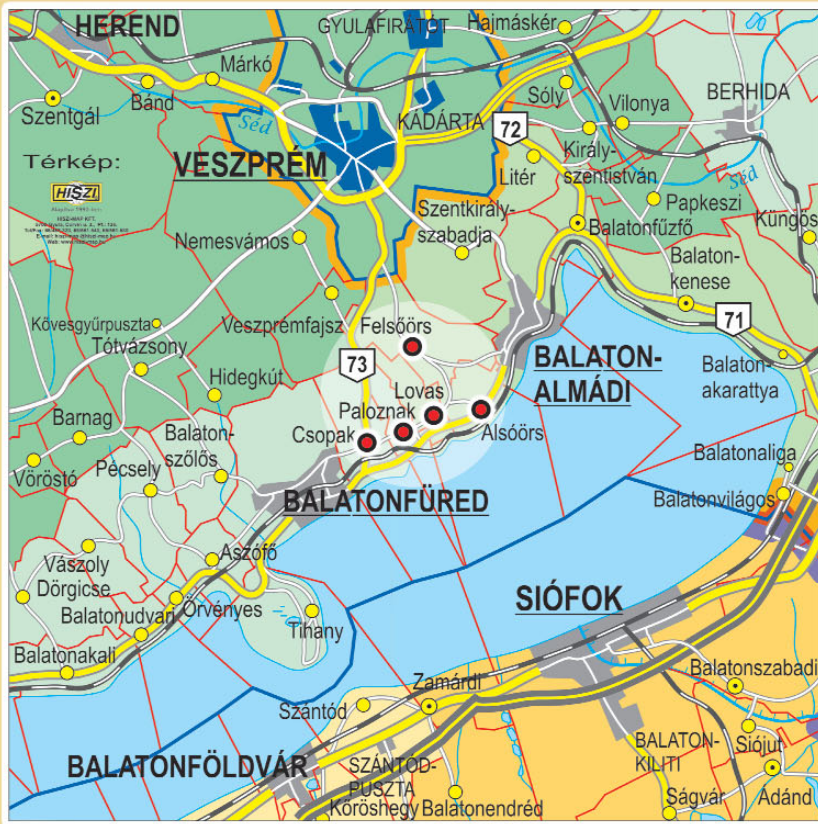 HEREND
GYULAFIRÁTÓT
Hajmáskér
Márkó
Bánd
Szentgál
Séd
KÁDÁRTA
72
Sóly
Vilonya
BERHIDA
Térkép:
HISZI
VESZPRÉM
Litér
Király-
szentistván
Séd
Papkeszi
Küngös
Szentkirály-
szabadja
Balatonfűzfő
Nemesvámos
Balaton-
kenese
71
Veszprémfajsz
Felsőörs
Kövesgyűrpuszta
Tótvázsony
73
BALATON-
ALMÁDI
Balaton-
akarattya
Hidegkút
Lovas
Paloznak
Csopak
Alsóörs
Barnag
Balaton-
szőlős
Vöröstó
Pécsely
Balatonaliga
Balatonvilágos
BALATONFÜRED
Vászoly
Aszófő
Dörgicse
Balatonudvari
Örvényes
Tihany
SIÓFOK
Balatonakali
Zamárdi
Balatonszabadi
Szántód
BALATONFÖLDVÁR
SZÁNTÓD-
PUSZTA
BALATON-
KILITI
Siójut
Kőröshegy
Balatonendréd
Ságvár
Adánd